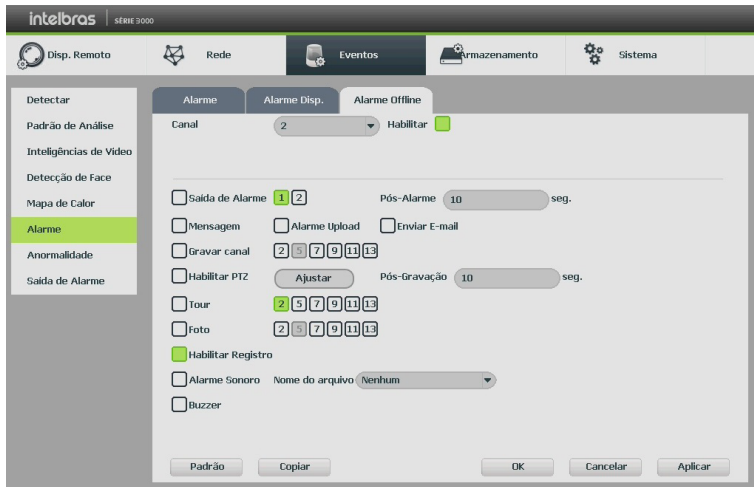 intelbras SÉRIE 3000
Disp. Remoto Rede Eventos Armazenamento Sistema
Detectar
Padrão de Análise
Inteligências de Vídeo
Detecção de Face
Mapa de Calor
Alarme
Anormalidade
Saída de Alarme
Alarme Alarme Disp. Alarme Offline
Canal 2 Habilitar
Saída de Alarme 1 2 Pós-Alarme 10 seg.
Mensagem Alarme Upload Enviar E-mail
Gravar canal 2 5 7 9 11 13
Habilitar PTZ Ajustar Pós-Gravação 10 seg.
Tour 2 5 7 9 11 13
Foto 2 5 7 9 11 13
Habilitar Registro
Alarme Sonoro Nome do arquivo Nenhum
Buzzer
Padrão Copiar OK Cancelar Aplicar